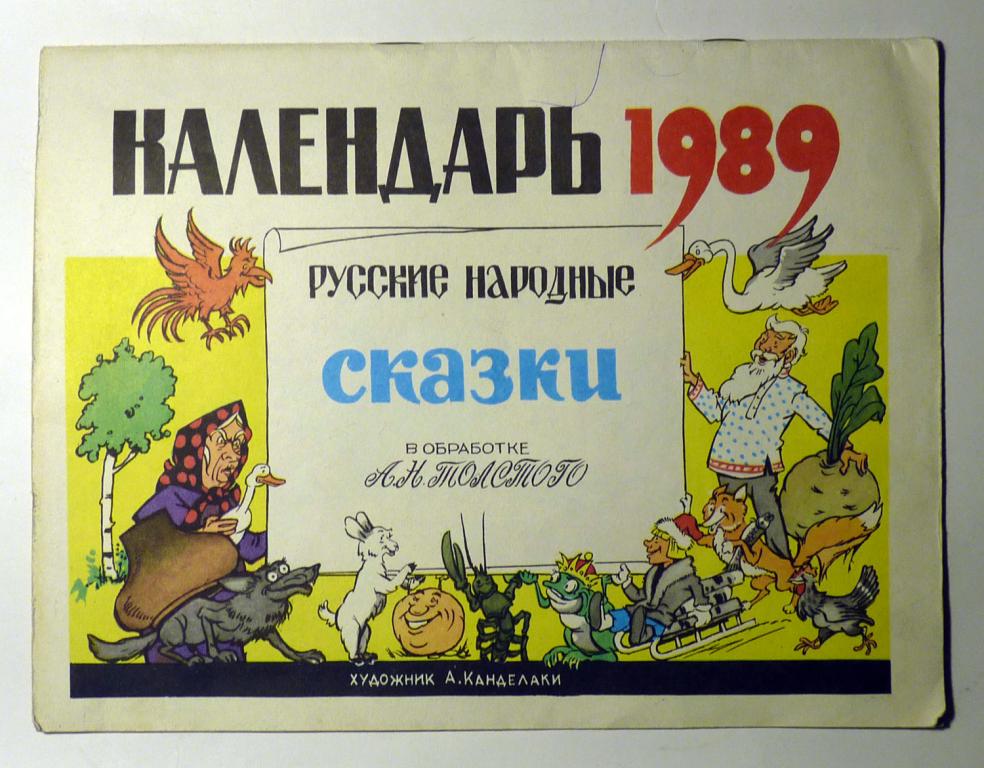 КАЛЕНДАРЬ 1989
РУССКИЕ НАРОДНЫЕ
СКАЗКИ
В ОБРАБОТКЕ
А.Н.ТОЛСТОГО
ХУДОЖНИК А.КАНДЕЛАКИ